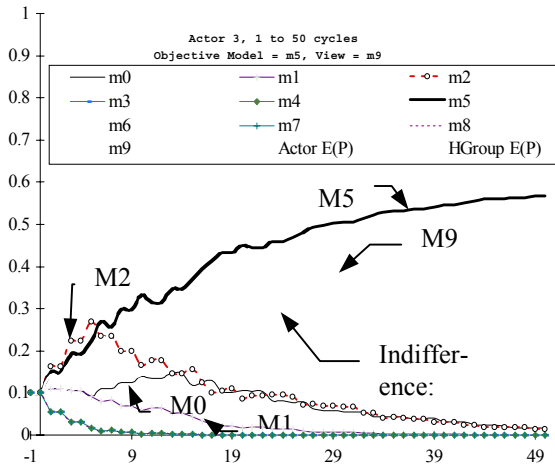 Actor 3, 1 to 50 cycles
Objective Model = m5, View = m9
m0 m1 m2
m3 m4 m5
m6 m7 m8
m9 Actor E(P) HGroup E(P)
1
0.9
0.8
0.7
0.6
0.5
0.4
0.3
0.2
0.1
0
M5
M9
M2
Indiffer-
ence:
M0
M1
-1 9 19 29 39 49